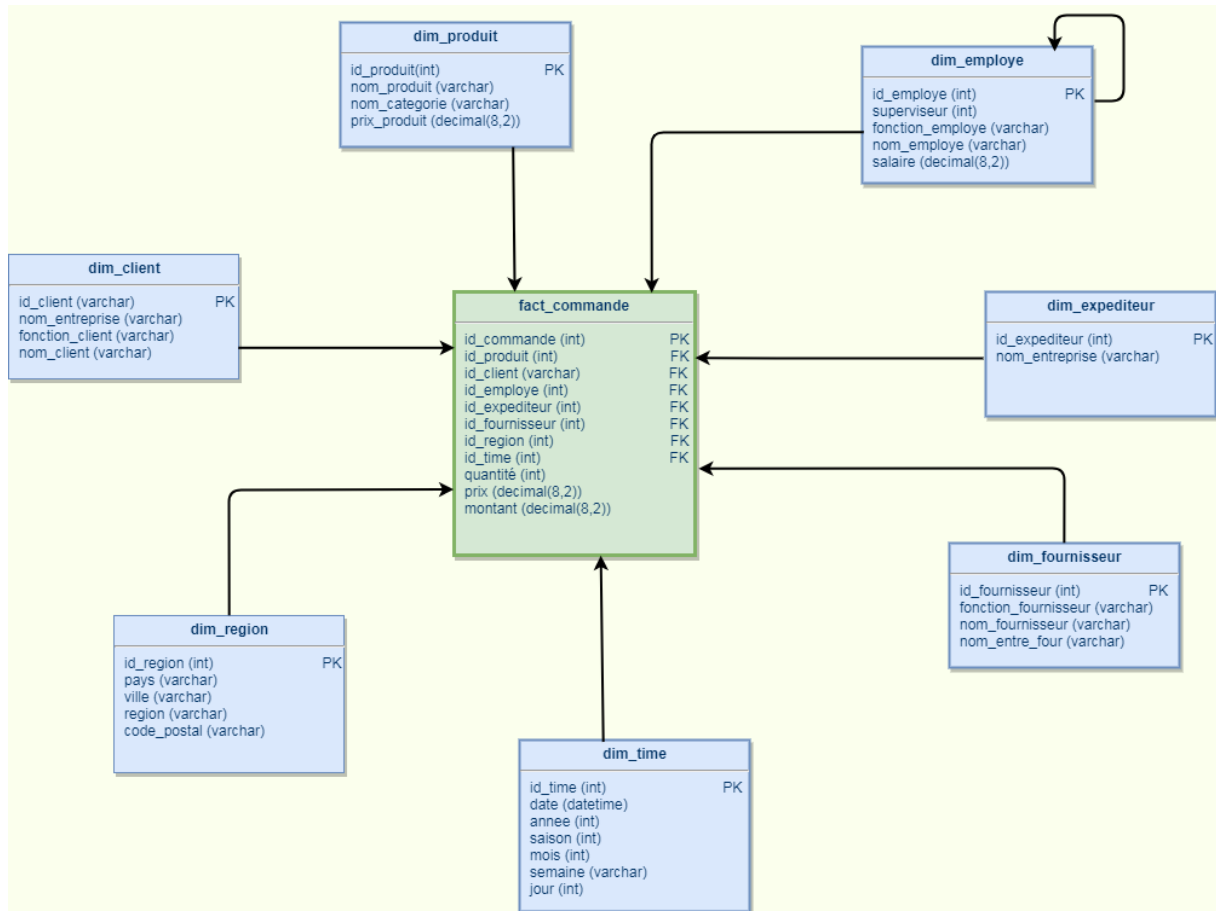 dim_produit
id_produit(int) PK
nom_produit (varchar)
nom_categorie (varchar)
prix_produit (decimal(8,2))
dim_employe
id_employe (int) PK
superviseur (int)
fonction_employe (varchar)
nom_employe (varchar)
salaire (decimal(8,2))
dim_client
id_client (varchar) PK
nom_entreprise (varchar)
fonction_client (varchar)
nom_client (varchar)
fact_commande
id_commande (int) PK
id_produit (int) FK
id_client (varchar) FK
id_employe (int) FK
id_expediteur (int) FK
id_fournisseur (int) FK
id_region (int) FK
id_time (int) FK
quantité (int)
prix (decimal(8,2))
montant (decimal(8,2))
dim_expediteur
id_expediteur (int) PK
nom_entreprise (varchar)
dim_fournisseur
id_fournisseur (int) PK
fonction_fournisseur (varchar)
nom_fournisseur (varchar)
nom_entre_four (varchar)
dim_region
id_region (int) PK
pays (varchar)
ville (varchar)
region (varchar)
code_postal (varchar)
dim_time
id_time (int) PK
date (datetime)
annee (int)
saison (int)
mois (int)
semaine (varchar)
jour (int)